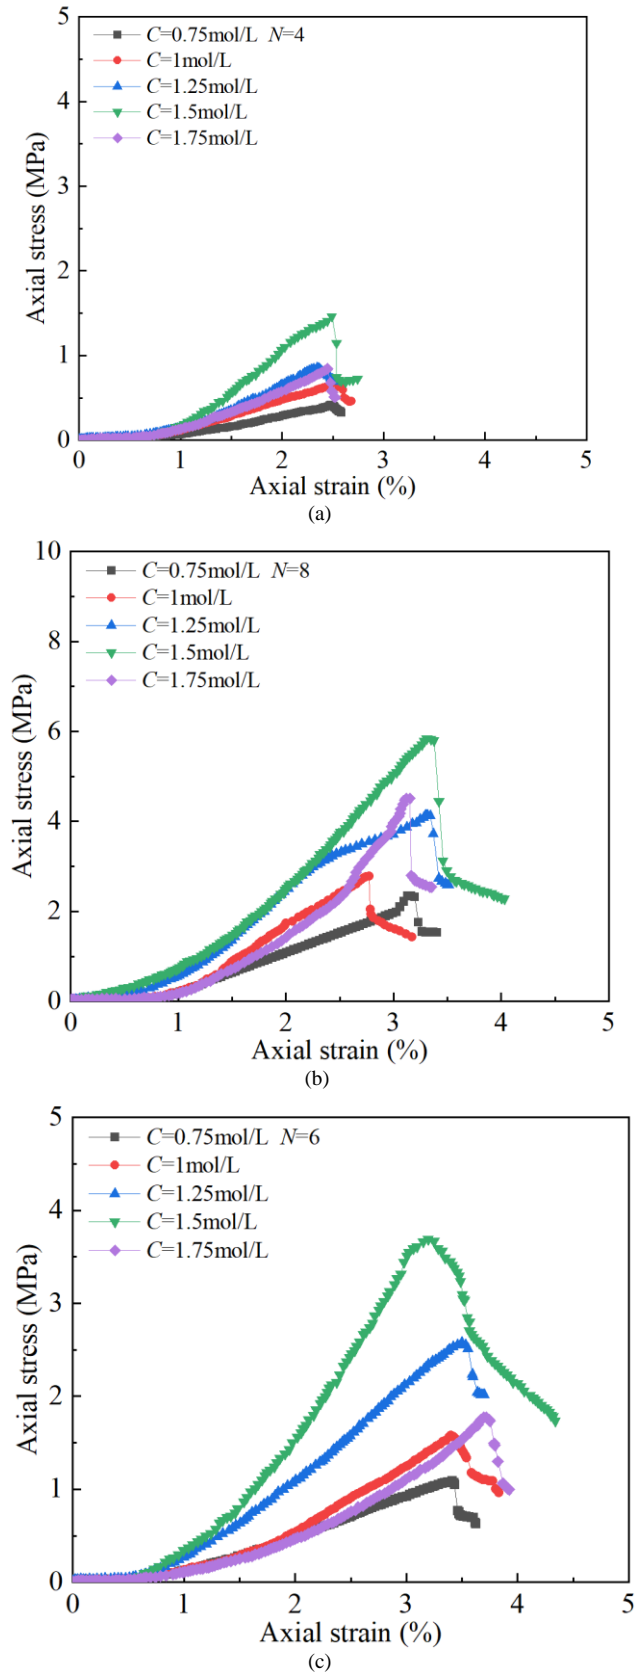 5
4
3
2
1
0
Axial stress (MPa)
C=0.75mol/L N=4
C=1mol/L
C=1.25mol/L
C=1.5mol/L
C=1.75mol/L
0 1 2 3 4 5
Axial strain (%)
(a)
10
8
6
4
2
0
Axial stress (MPa)
C=0.75mol/L N=8
C=1mol/L
C=1.25mol/L
C=1.5mol/L
C=1.75mol/L
0 1 2 3 4 5
Axial strain (%)
(b)
5
4
3
2
1
0
Axial stress (MPa)
C=0.75mol/L N=6
C=1mol/L
C=1.25mol/L
C=1.5mol/L
C=1.75mol/L
0 1 2 3 4 5
Axial strain (%)
(c)